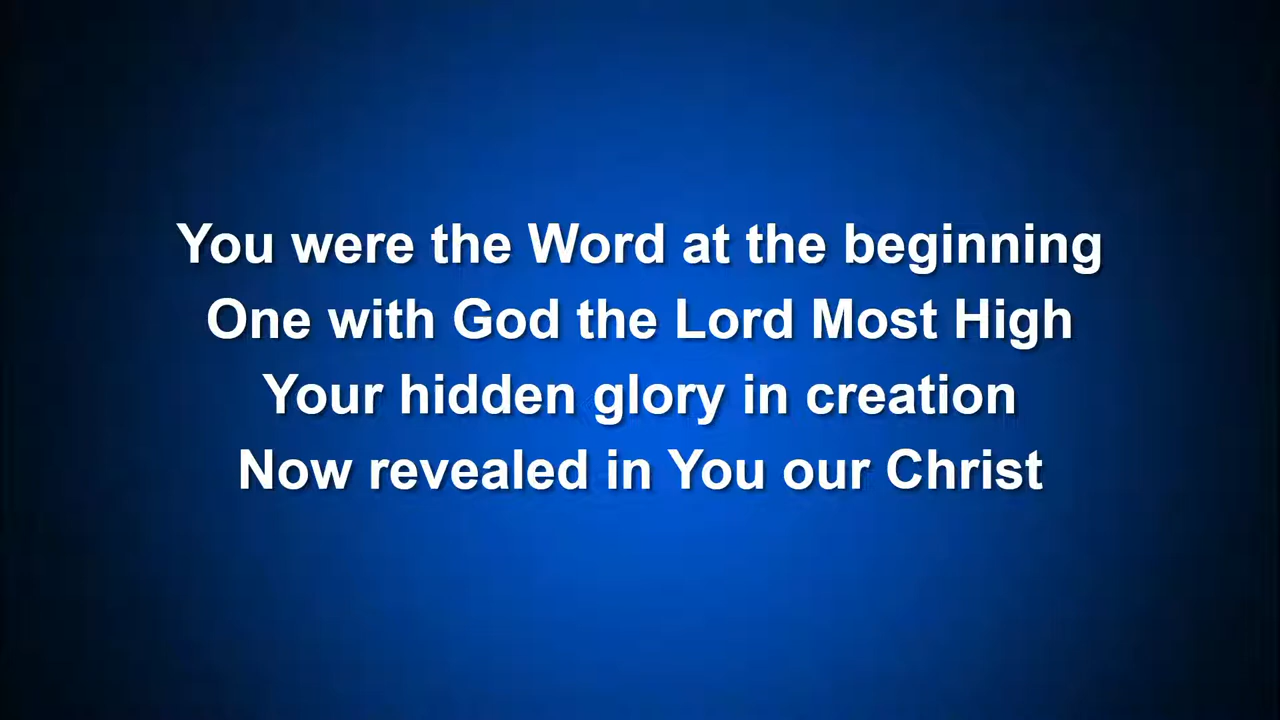 You were the Word at the beginning
One with God the Lord Most High
Your hidden glory in creation
Now revealed in You our Christ